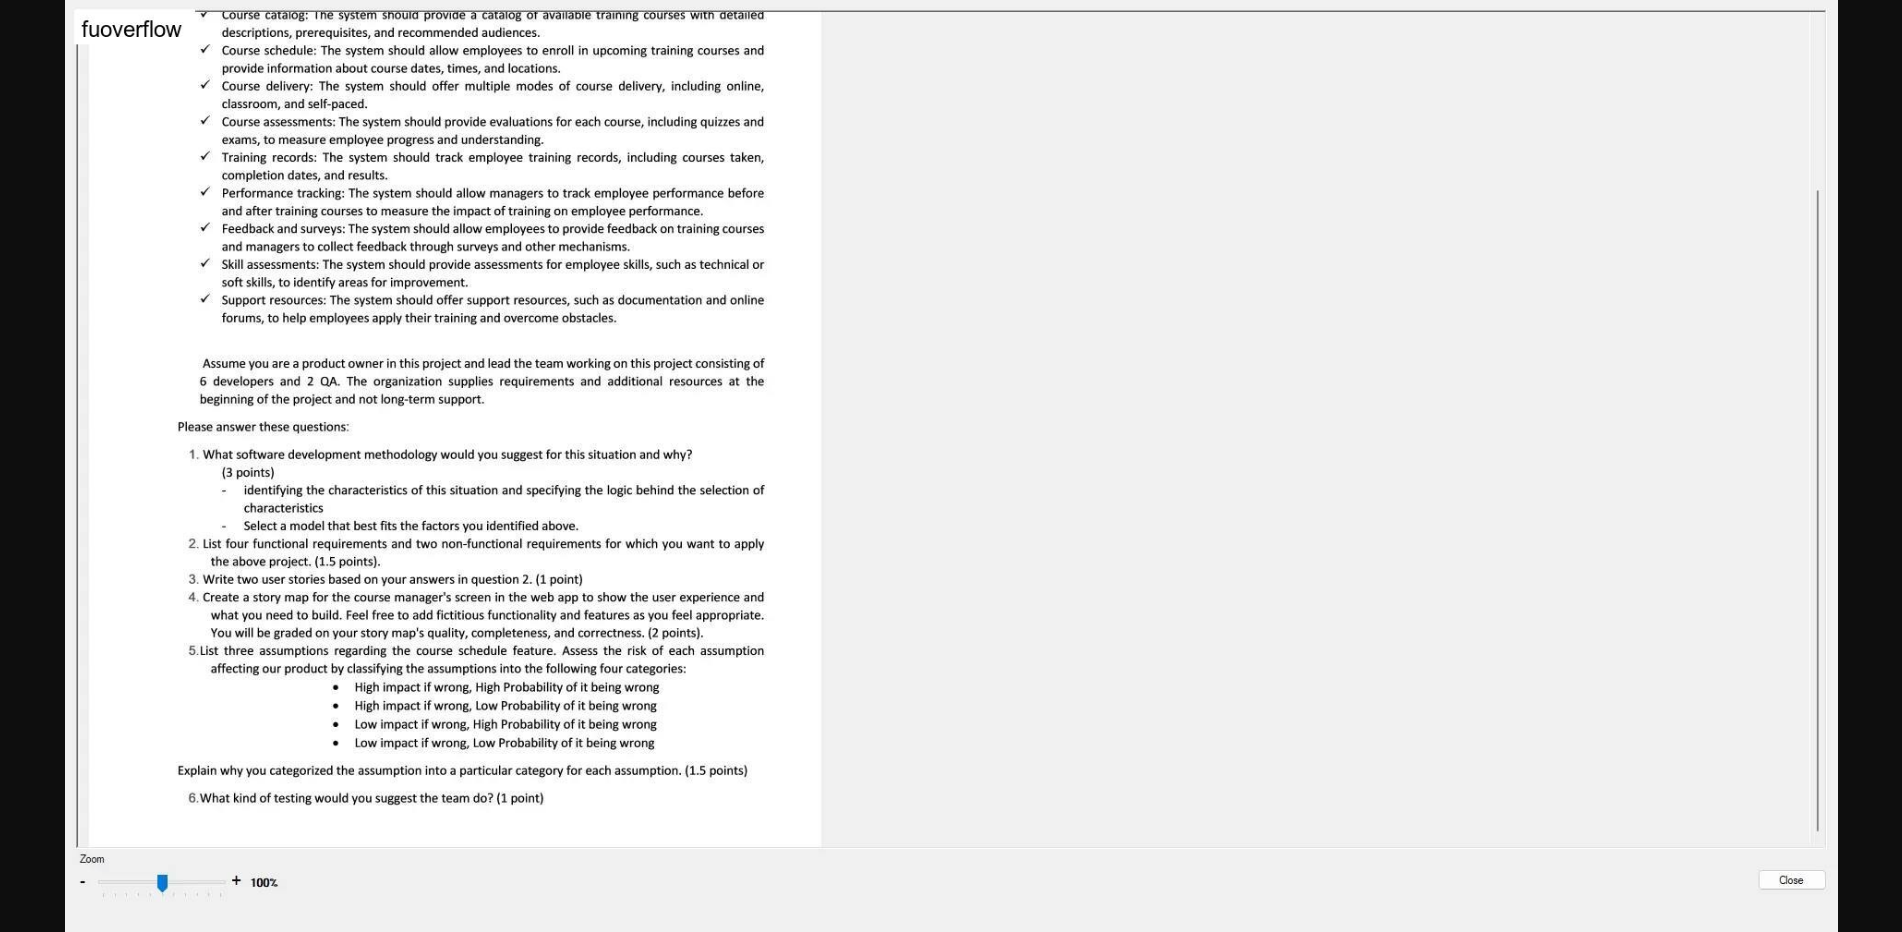 fuoverflow
✓ Course catalog: The system should provide a catalog of available training courses with detailed
descriptions, prerequisites, and recommended audiences.
✓ Course schedule: The system should allow employees to enroll in upcoming training courses and
provide information about course dates, times, and locations.
✓ Course delivery: The system should offer multiple modes of course delivery, including online,
classroom, and self-paced.
✓ Course assessments: The system should provide evaluations for each course, including quizzes and
exams, to measure employee progress and understanding.
✓ Training records: The system should track employee training records, including courses taken,
completion dates, and results.
✓ Performance tracking: The system should allow managers to track employee performance before
and after training courses to measure the impact of training on employee performance.
✓ Feedback and surveys: The system should allow employees to provide feedback on training courses
and managers to collect feedback through surveys and other mechanisms.
✓ Skill assessments: The system should provide assessments for employee skills, such as technical or
soft skills, to identify areas for improvement.
✓ Support resources: The system should offer support resources, such as documentation and online
forums, to help employees apply their training and overcome obstacles.
Assume you are a product owner in this project and lead the team working on this project consisting of
6 developers and 2 QA. The organization supplies requirements and additional resources at the
beginning of the project and not long-term support.
Please answer these questions:
1. What software development methodology would you suggest for this situation and why?
(3 points)
- identifying the characteristics of this situation and specifying the logic behind the selection of
characteristics
- Select a model that best fits the factors you identified above.
2. List four functional requirements and two non-functional requirements for which you want to apply
the above project. (1.5 points).
3. Write two user stories based on your answers in question 2. (1 point)
4. Create a story map for the course manager's screen in the web app to show the user experience and
what you need to build. Feel free to add fictitious functionality and features as you feel appropriate.
You will be graded on your story map's quality, completeness, and correctness. (2 points).
5.List three assumptions regarding the course schedule feature. Assess the risk of each assumption
affecting our product by classifying the assumptions into the following four categories:
• High impact if wrong, High Probability of it being wrong
• High impact if wrong, Low Probability of it being wrong
• Low impact if wrong, High Probability of it being wrong
• Low impact if wrong, Low Probability of it being wrong
Explain why you categorized the assumption into a particular category for each assumption. (1.5 points)
6.What kind of testing would you suggest the team do? (1 point)
Zoom
- + 100%
Close